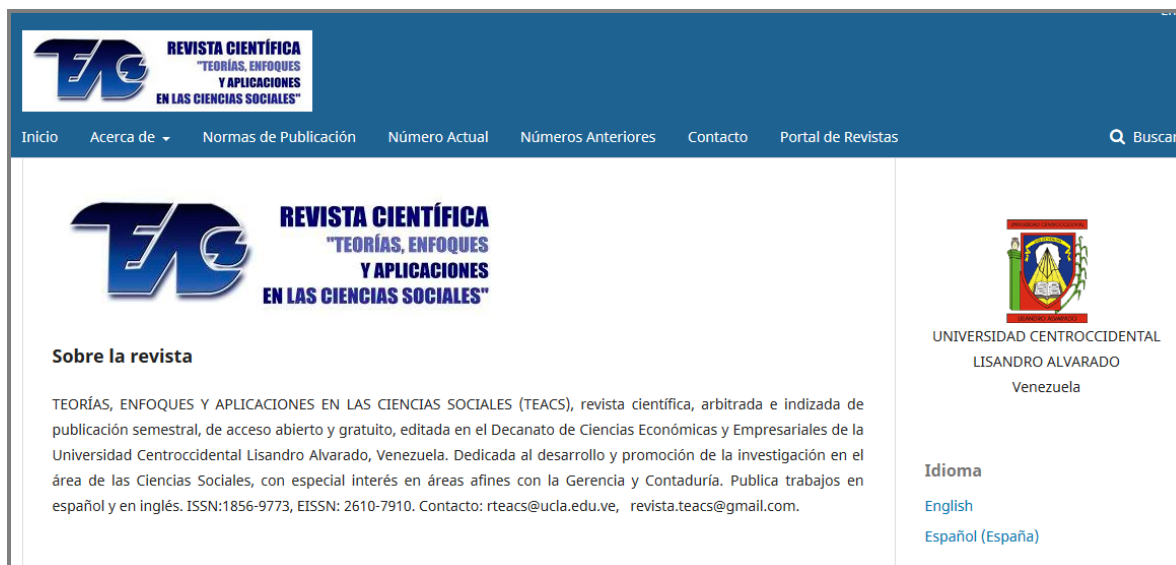 REVISTA CIENTÍFICA
"TEORÍAS, ENFOQUES
Y APLICACIONES
EN LAS CIENCIAS SOCIALES"
Inicio Acerca de Normas de Publicación Número Actual Números Anteriores Contacto Portal de Revistas Buscar
TEACS
REVISTA CIENTÍFICA
"TEORÍAS, ENFOQUES
Y APLICACIONES
EN LAS CIENCIAS SOCIALES"
Sobre la revista
TEORÍAS, ENFOQUES Y APLICACIONES EN LAS CIENCIAS SOCIALES (TEACS), revista científica, arbitrada e indizada de
publicación semestral, de acceso abierto y gratuito, editada en el Decanato de Ciencias Económicas y Empresariales de la
Universidad Centroccidental Lisandro Alvarado, Venezuela. Dedicada al desarrollo y promoción de la investigación en el
área de las Ciencias Sociales, con especial interés en áreas afines con la Gerencia y Contaduría. Publica trabajos en
español y en inglés. ISSN:1856-9773, EISSN: 2610-7910. Contacto: rteacs@ucla.edu.ve, revista.teacs@gmail.com.
UNIVERSIDAD CENTROCCIDENTAL
LISANDRO ALVARADO
UNIVERSIDAD CENTROCCIDENTAL
LISANDRO ALVARADO
Venezuela
Idioma
English
Español (España)